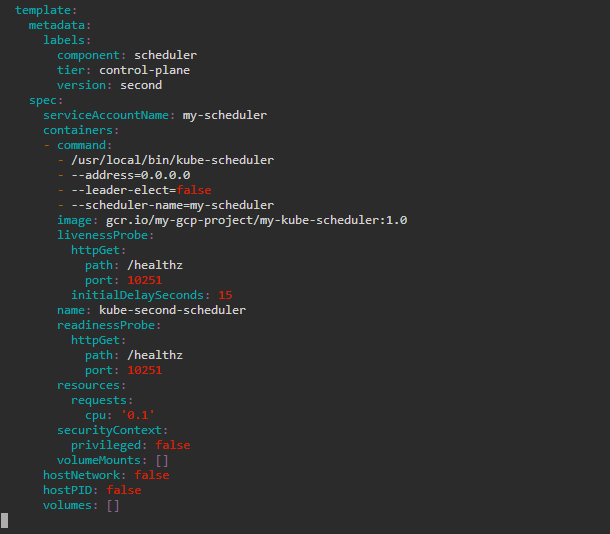 template:
  metadata:
    labels:
      component: scheduler
      tier: control-plane
      version: second
  spec:
    serviceAccountName: my-scheduler
    containers:
    - command:
      - /usr/local/bin/kube-scheduler
      - --address=0.0.0.0
      - --leader-elect=false
      - --scheduler-name=my-scheduler
      image: gcr.io/my-gcp-project/my-kube-scheduler:1.0
      livenessProbe:
        httpGet:
          path: /healthz
          port: 10251
        initialDelaySeconds: 15
      name: kube-second-scheduler
      readinessProbe:
        httpGet:
          path: /healthz
          port: 10251
      resources:
        requests:
          cpu: '0.1'
      securityContext:
        privileged: false
      volumeMounts: []
    hostNetwork: false
    hostPID: false
    volumes: []